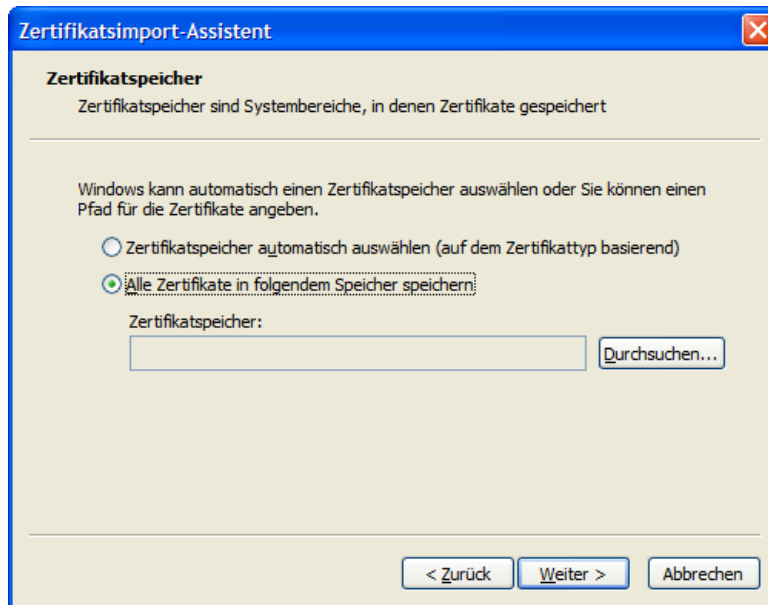 Zertifikatsimport-Assistent
Zertifikatspeicher
Zertifikatspeicher sind Systembereiche, in denen Zertifikate gespeichert
Windows kann automatisch einen Zertifikatspeicher auswählen oder Sie können einen
Pfad für die Zertifikate angeben.
Zertifikatspeicher automatisch auswählen (auf dem Zertifikattyp basierend)
Alle Zertifikate in folgendem Speicher speichern
Zertifikatspeicher:
Durchsuchen...
< Zurück
Weiter >
Abbrechen